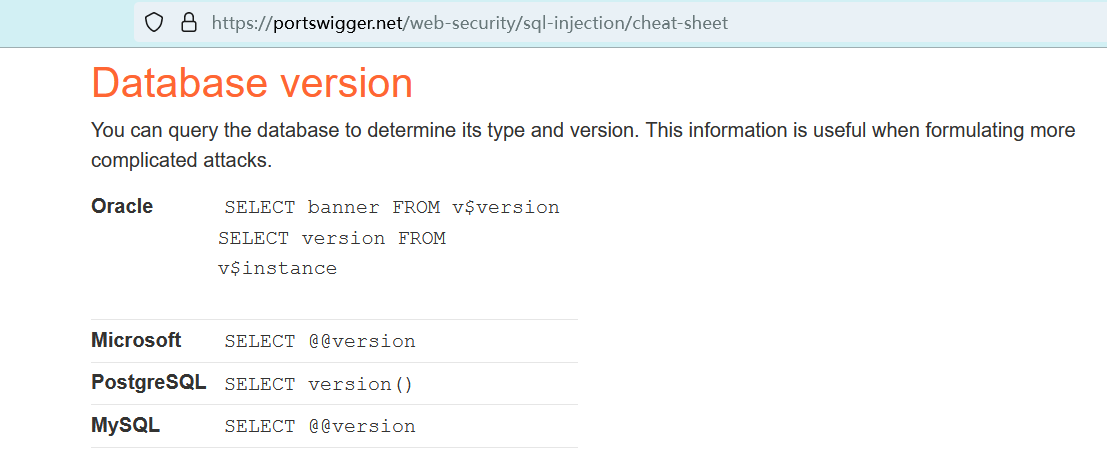 https://portswigger.net/web-security/sql-injection/cheat-sheet
Database version
You can query the database to determine its type and version. This information is useful when formulating more
complicated attacks.
Oracle SELECT banner FROM v$version
SELECT version FROM
v$instance
Microsoft SELECT @@version
PostgreSQL SELECT version()
MySQL SELECT @@version